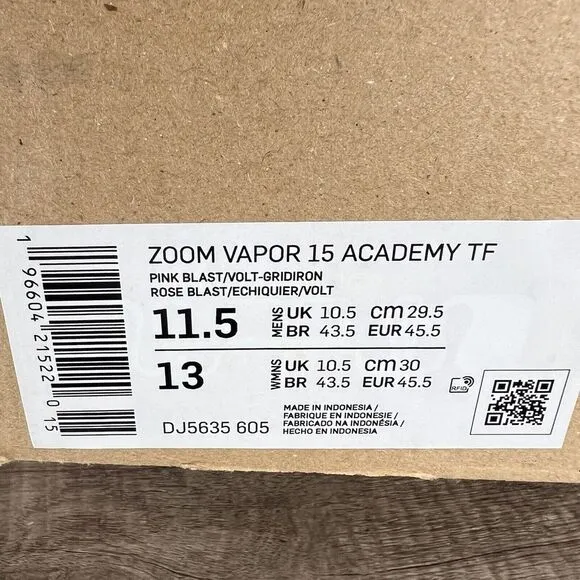 ZOOM VAPOR 15 ACADEMY TF
PINK BLAST/VOLT-GRIDIRON
ROSE BLAST/ECHIQUIER/VOLT
11.5 MENS UK 10.5 CM 29.5
BR 43.5 EUR 45.5
13 WMNS UK 10.5 CM 30
BR 43.5 EUR 45.5
RFID
DJ5635 605
MADE IN INDONESIA /
FABRIQUE EN INDONESIE /
FABRICADO NA INDONÉSIA /
HECHO EN INDONESIA
1 96604 21522 0 15